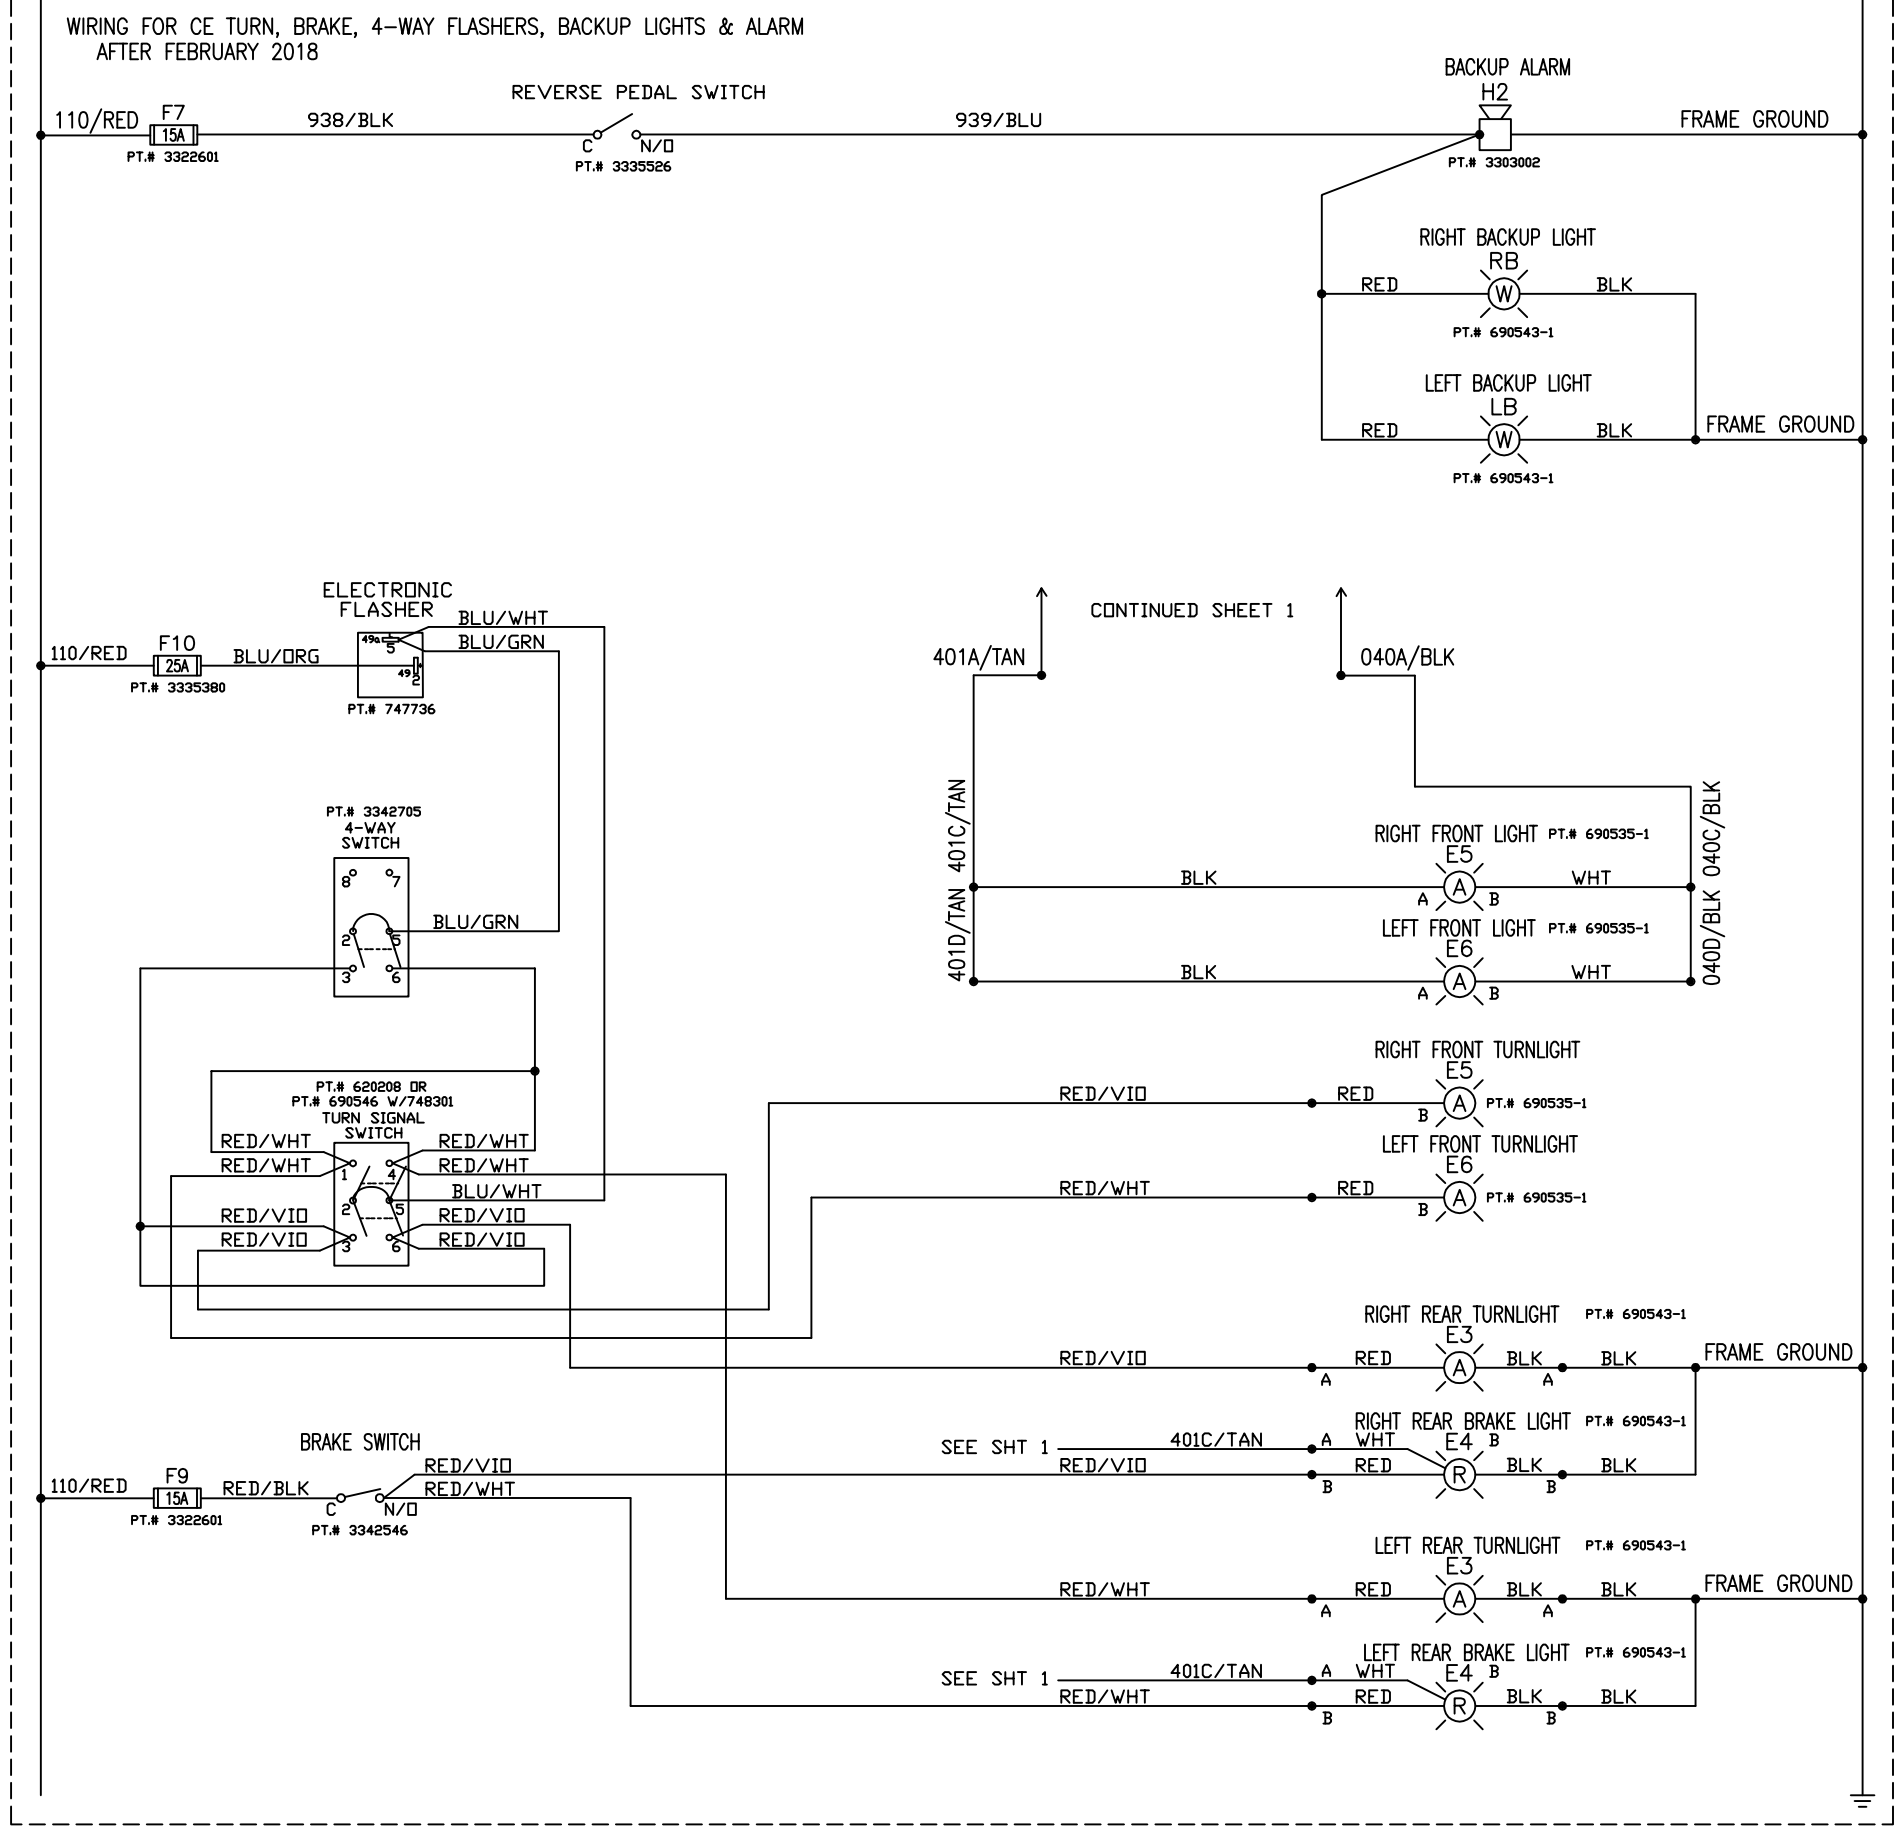 WIRING FOR CE TURN, BRAKE, 4-WAY FLASHERS, BACKUP LIGHTS & ALARM
AFTER FEBRUARY 2018
BACKUP ALARM
H2
REVERSE PEDAL SWITCH
110/RED
F7
15A
PT.# 3322601
938/BLK
C
N/O
PT.# 3335526
939/BLU
PT.# 3303002
FRAME GROUND
RIGHT BACKUP LIGHT
RB
RED
W
BLK
PT.# 690543-1
LEFT BACKUP LIGHT
LB
RED
W
BLK
FRAME GROUND
PT.# 690543-1
ELECTRONIC
FLASHER
110/RED
F10
25A
PT.# 3335380
BLU/ORG
49a
5
49
2
PT.# 747736
BLU/WHT
BLU/GRN
CONTINUED SHEET 1
401A/TAN
040A/BLK
401C/TAN
040C/BLK
401D/TAN
040D/BLK
PT.# 3342705
4-WAY
SWITCH
8
7
2
5
3
6
BLU/GRN
RIGHT FRONT LIGHT PT.# 690535-1
E5
BLK
A
A
B
WHT
LEFT FRONT LIGHT PT.# 690535-1
E6
BLK
A
A
B
WHT
PT.# 620208 OR
PT.# 690546 W/748301
TURN SIGNAL
SWITCH
RED/WHT
RED/WHT
RED/WHT
RED/WHT
1
4
BLU/WHT
2
5
RED/VIO
RED/VIO
RED/VIO
RED/VIO
3
6
RIGHT FRONT TURNLIGHT
E5
RED/VIO
RED
B
A
PT.# 690535-1
LEFT FRONT TURNLIGHT
E6
RED/WHT
RED
B
A
PT.# 690535-1
RIGHT REAR TURNLIGHT PT.# 690543-1
E3
RED/VIO
RED
A
A
BLK
A
BLK
FRAME GROUND
RIGHT REAR BRAKE LIGHT PT.# 690543-1
SEE SHT 1
401C/TAN
A
WHT
E4
B
RED/VIO
RED
B
R
BLK
B
BLK
BRAKE SWITCH
110/RED
F9
15A
PT.# 3322601
RED/BLK
C
N/O
PT.# 3342546
RED/VIO
RED/WHT
LEFT REAR TURNLIGHT PT.# 690543-1
E3
RED/WHT
RED
A
A
BLK
A
BLK
FRAME GROUND
LEFT REAR BRAKE LIGHT PT.# 690543-1
SEE SHT 1
401C/TAN
A
WHT
E4
B
RED/WHT
RED
B
R
BLK
B
BLK